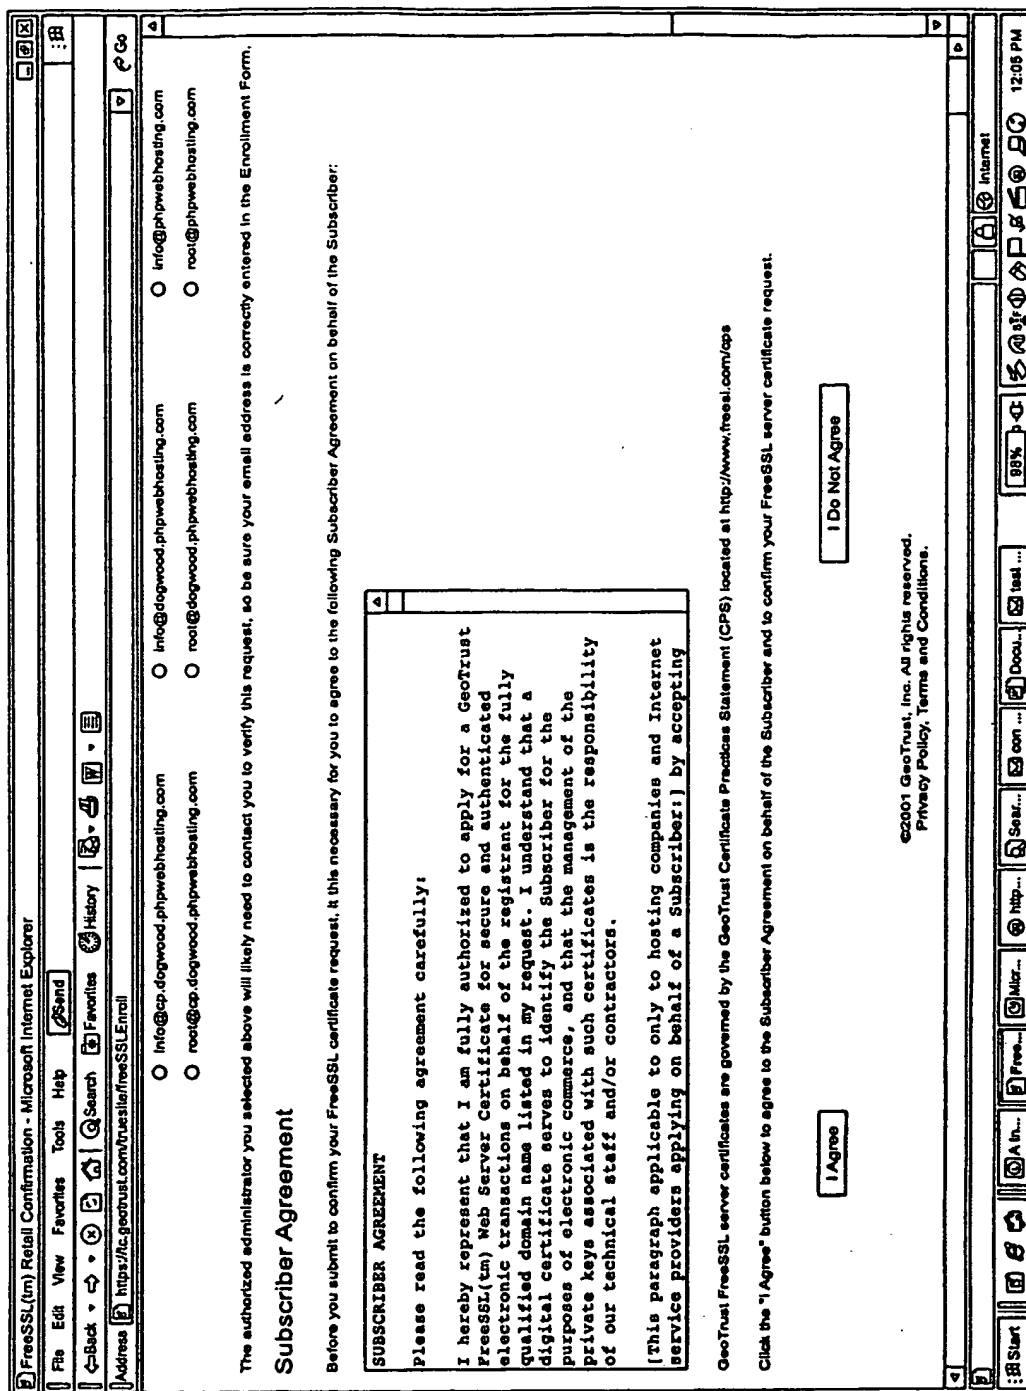 FreeSSL(tm) Retail Confirmation - Microsoft Internet Explorer
File Edit View Favorites Tools Help Send
Back Search Favorites History
Address https://tc.geotrust.com/truesite/freeSSLEnroll Go
info@cp.dogwood.phpwebhosting.com info@dogwood.phpwebhosting.com info@phpwebhosting.com
root@cp.dogwood.phpwebhosting.com root@dogwood.phpwebhosting.com root@phpwebhosting.com
The authorized administrator you selected above will likely need to contact you to verify this request, so be sure your email address is correctly entered in the Enrollment Form.
Subscriber Agreement
Before you submit to confirm your FreeSSL certificate request, it this necessary for you to agree to the following Subscriber Agreement on behalf of the Subscriber:
SUBSCRIBER AGREEMENT
Please read the following agreement carefully:
I hereby represent that I am fully authorized to apply for a GeoTrust
FreeSSL(tm) Web Server Certificate for secure and authenticated
electronic transactions on behalf of the registrant for the fully
qualified domain name listed in my request. I understand that a
digital certificate serves to identify the Subscriber for the
purposes of electronic commerce, and that the management of the
private keys associated with such certificates is the responsibility
of our technical staff and/or contractors.
[This paragraph applicable to only to hosting companies and Internet
service providers applying on behalf of a Subscriber:] by accepting
GeoTrust FreeSSL server certificates are governed by the GeoTrust Certificate Practices Statement (CPS) located at http://www.freessl.com/cps
Click the "I Agree" button below to agree to the Subscriber Agreement on behalf of the Subscriber and to confirm your FreeSSL server certificate request.
I Agree I Do Not Agree
©2001 GeoTrust, Inc. All rights reserved.
Privacy Policy, Terms and Conditions.
Internet
Start A In... Free... Micr... http... Sear... con ... Docu... test ... 98% 12:05 PM